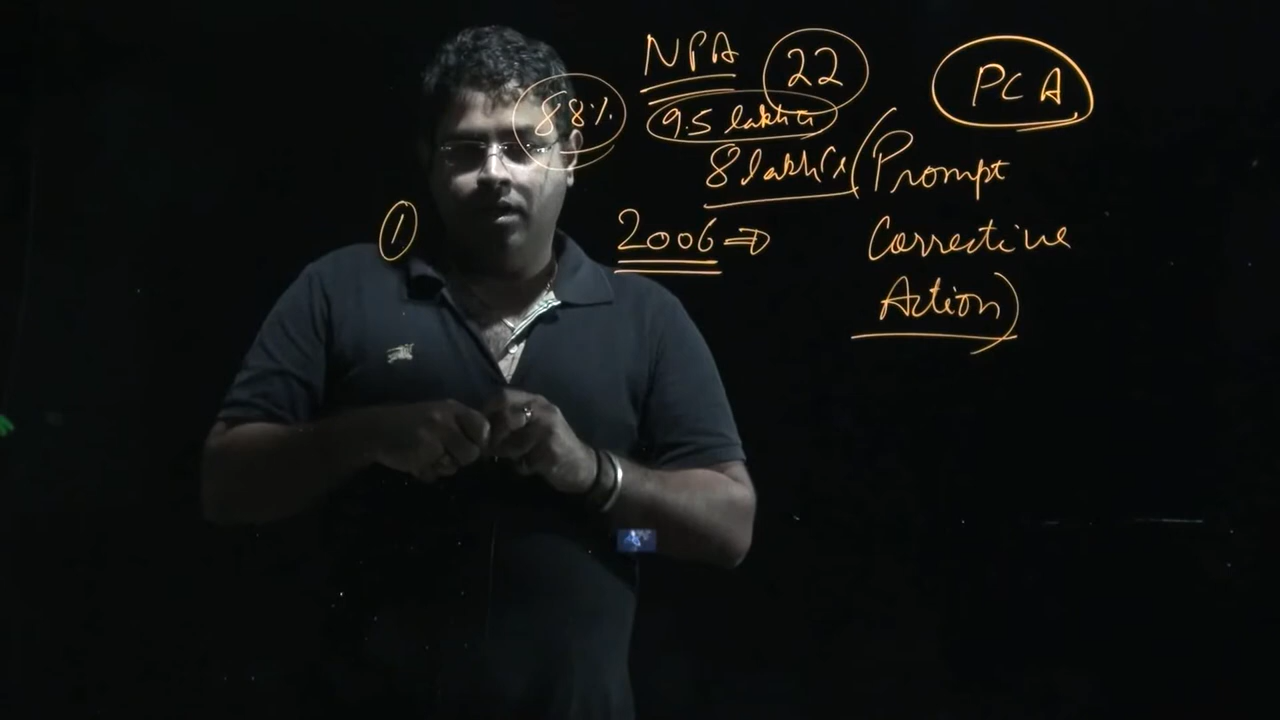 NPA 22 PCA
88% 9.5 lakh cr
8 lakh Cr (Prompt
1 2006 ⇒ Corrective
Action)